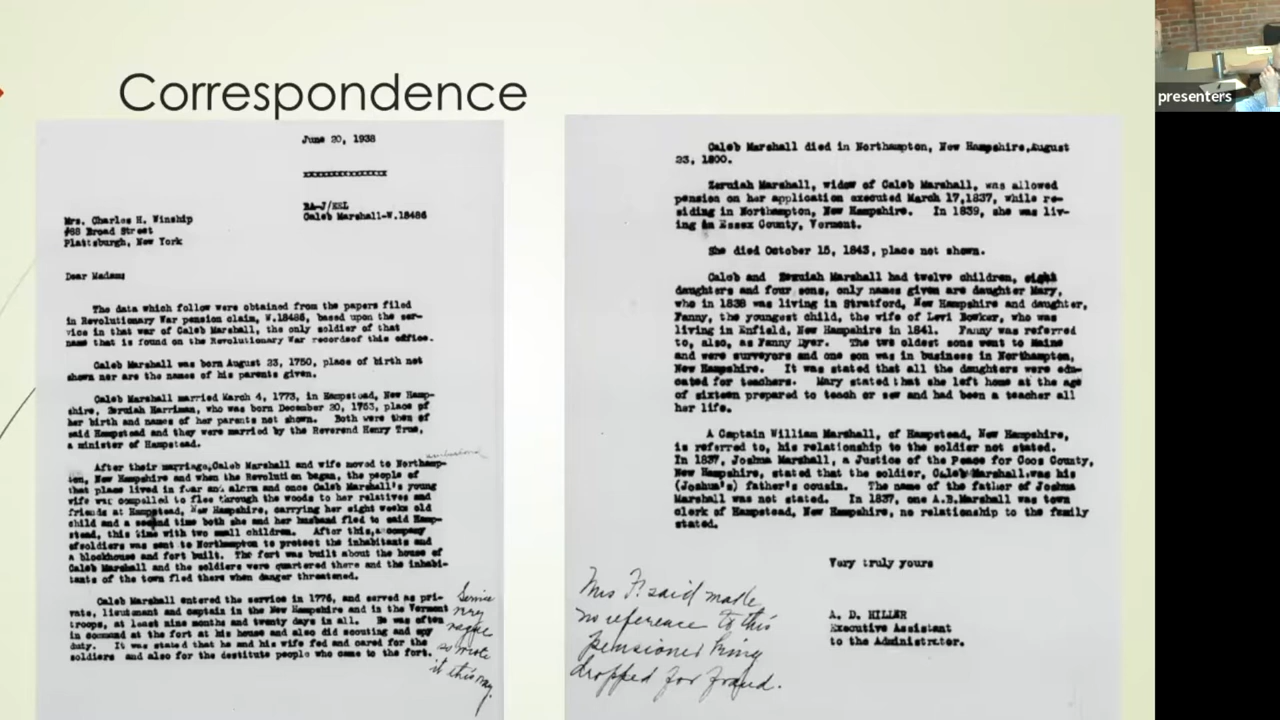 Correspondence
June 20, 1938
BA-J/EEL
Caleb Marshall-W.18486
Mrs. Charles H. Winship
#88 Broad Street
Plattsburgh, New York
Dear Madam:
The data which follow were obtained from the papers filed
in Revolutionary War pension claim, W.18486, based upon the ser-
vice in that war of Caleb Marshall, the only soldier of that
name that is found on the Revolutionary War recordsof this office.
Caleb Marshall was born August 23, 1750, place of birth not
shown nor are the names of his parents given.
Caleb Marshall married March 4, 1773, in Hampstead, New Hamp-
shire, Zeruiah Harriman, who was born December 20, 1753, place of
her birth and names of her parents not shown. Both were then of
said Hampstead and they were married by the Reverend Henry True,
a minister of Hampstead.
After their marriage,Caleb Marshall and wife moved to Northamp-
ton, New Hampshire and when the Revolution began, the people of
that place lived in fear and alarm and once Caleb Marshall's young
wife was compelled to flee through the woods to her relatives and
friends at Hampstead, New Hampshire, carrying her eight weeks old
child and a second time both she and her husband fled to said Hamp-
stead, this time with two small children. After this,a company
ofsoldiers was sent to Northampton to protect the inhabitants and
a blockhouse and fort built. The fort was built about the house of
Caleb Marshall and the soldiers were quartered there and the inhabi-
tants of the town fled there when danger threatened.
Caleb Marshall entered the service in 1776, and served as pri-
vate, lieutenant and captain in the New Hampshire and in the Vermont
troops, at least nine months and twenty days in all. He was often
in command at the fort at his house and also did scouting and spy
duty. It was stated that he and his wife fed and cared for the
soldiers and also for the destitute people who came to the fort.
Service
very
vague
so wrote
it this way.
Caleb Marshall died in Northampton, New Hampshire,August
23, 1800.
Zeruiah Marshall, widow of Caleb Marshall, was allowed
pension on her application executed March 17,1837, while re-
siding in Northampton, New Hampshire. In 1839, she was liv-
ing in Essex County, Vermont.
She died October 15, 1843, place not shown.
Caleb and Zeruiah Marshall had twelve children, eight
daughters and four sons, only names given are daughter Mary,
who in 1838 was living in Stratford, New Hampshire and daughter,
Fanny, the youngest child, the wife of Levi Bowker, who was
living in Enfield, New Hampshire in 1841. Fanny was referred
to, also, as Fanny Dyer. The two oldest sons went to Maine
and were surveyors and one son was in business in Northampton,
New Hampshire. It was stated that all the daughters were edu-
cated for teachers. Mary stated that she left home at the age
of sixteen prepared to teach or sew and had been a teacher all
her life.
A Captain William Marshall, of Hampstead, New Hampshire,
is referred to, his relationship to the soldier not stated.
In 1837, Joshua Marshall, a Justice of the Peace for Coos County,
New Hampshire, stated that the soldier, Caleb Marshall,was his
(Joshua's) father's cousin. The name of the father of Joshua
Marshall was not stated. In 1837, one A.B.Marshall was town
clerk of Hampstead, New Hampshire, no relationship to the family
stated.
Very truly yours
A. D. HILLER
Executive Assistant
to the Administrator.
Mrs F. said made
no reference to this
pensioner being
dropped for fraud.
presenters